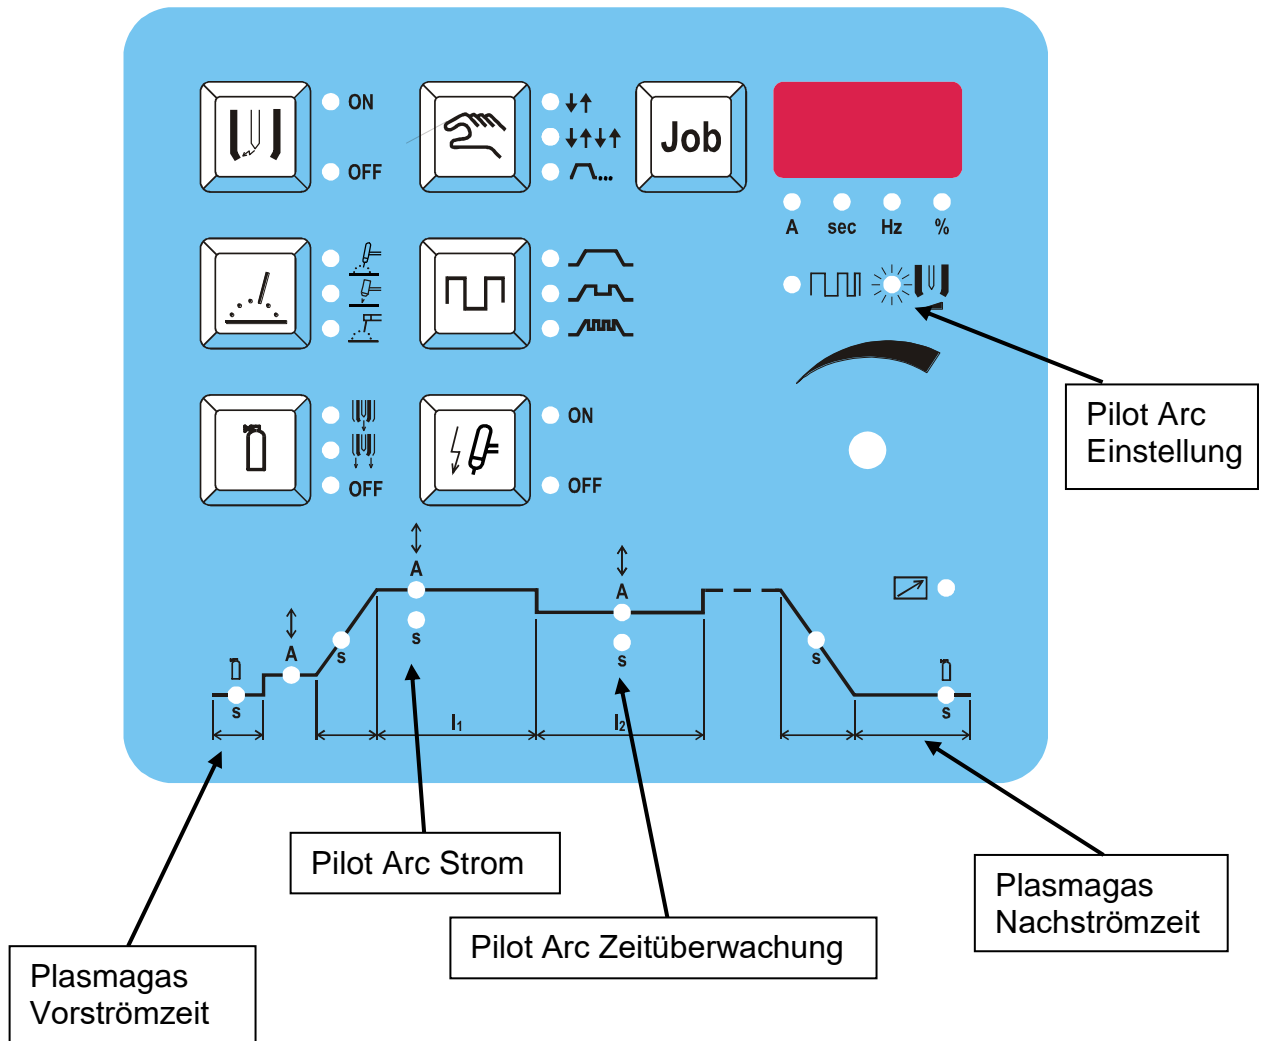 ON
OFF
...
Job
A sec Hz %
OFF
ON
OFF
Pilot Arc
Einstellung
A
s
A
s
A
s
s
s
s
I1
I2
Pilot Arc Strom
Pilot Arc Zeitüberwachung
Plasmagas
Nachströmzeit
Plasmagas
Vorströmzeit